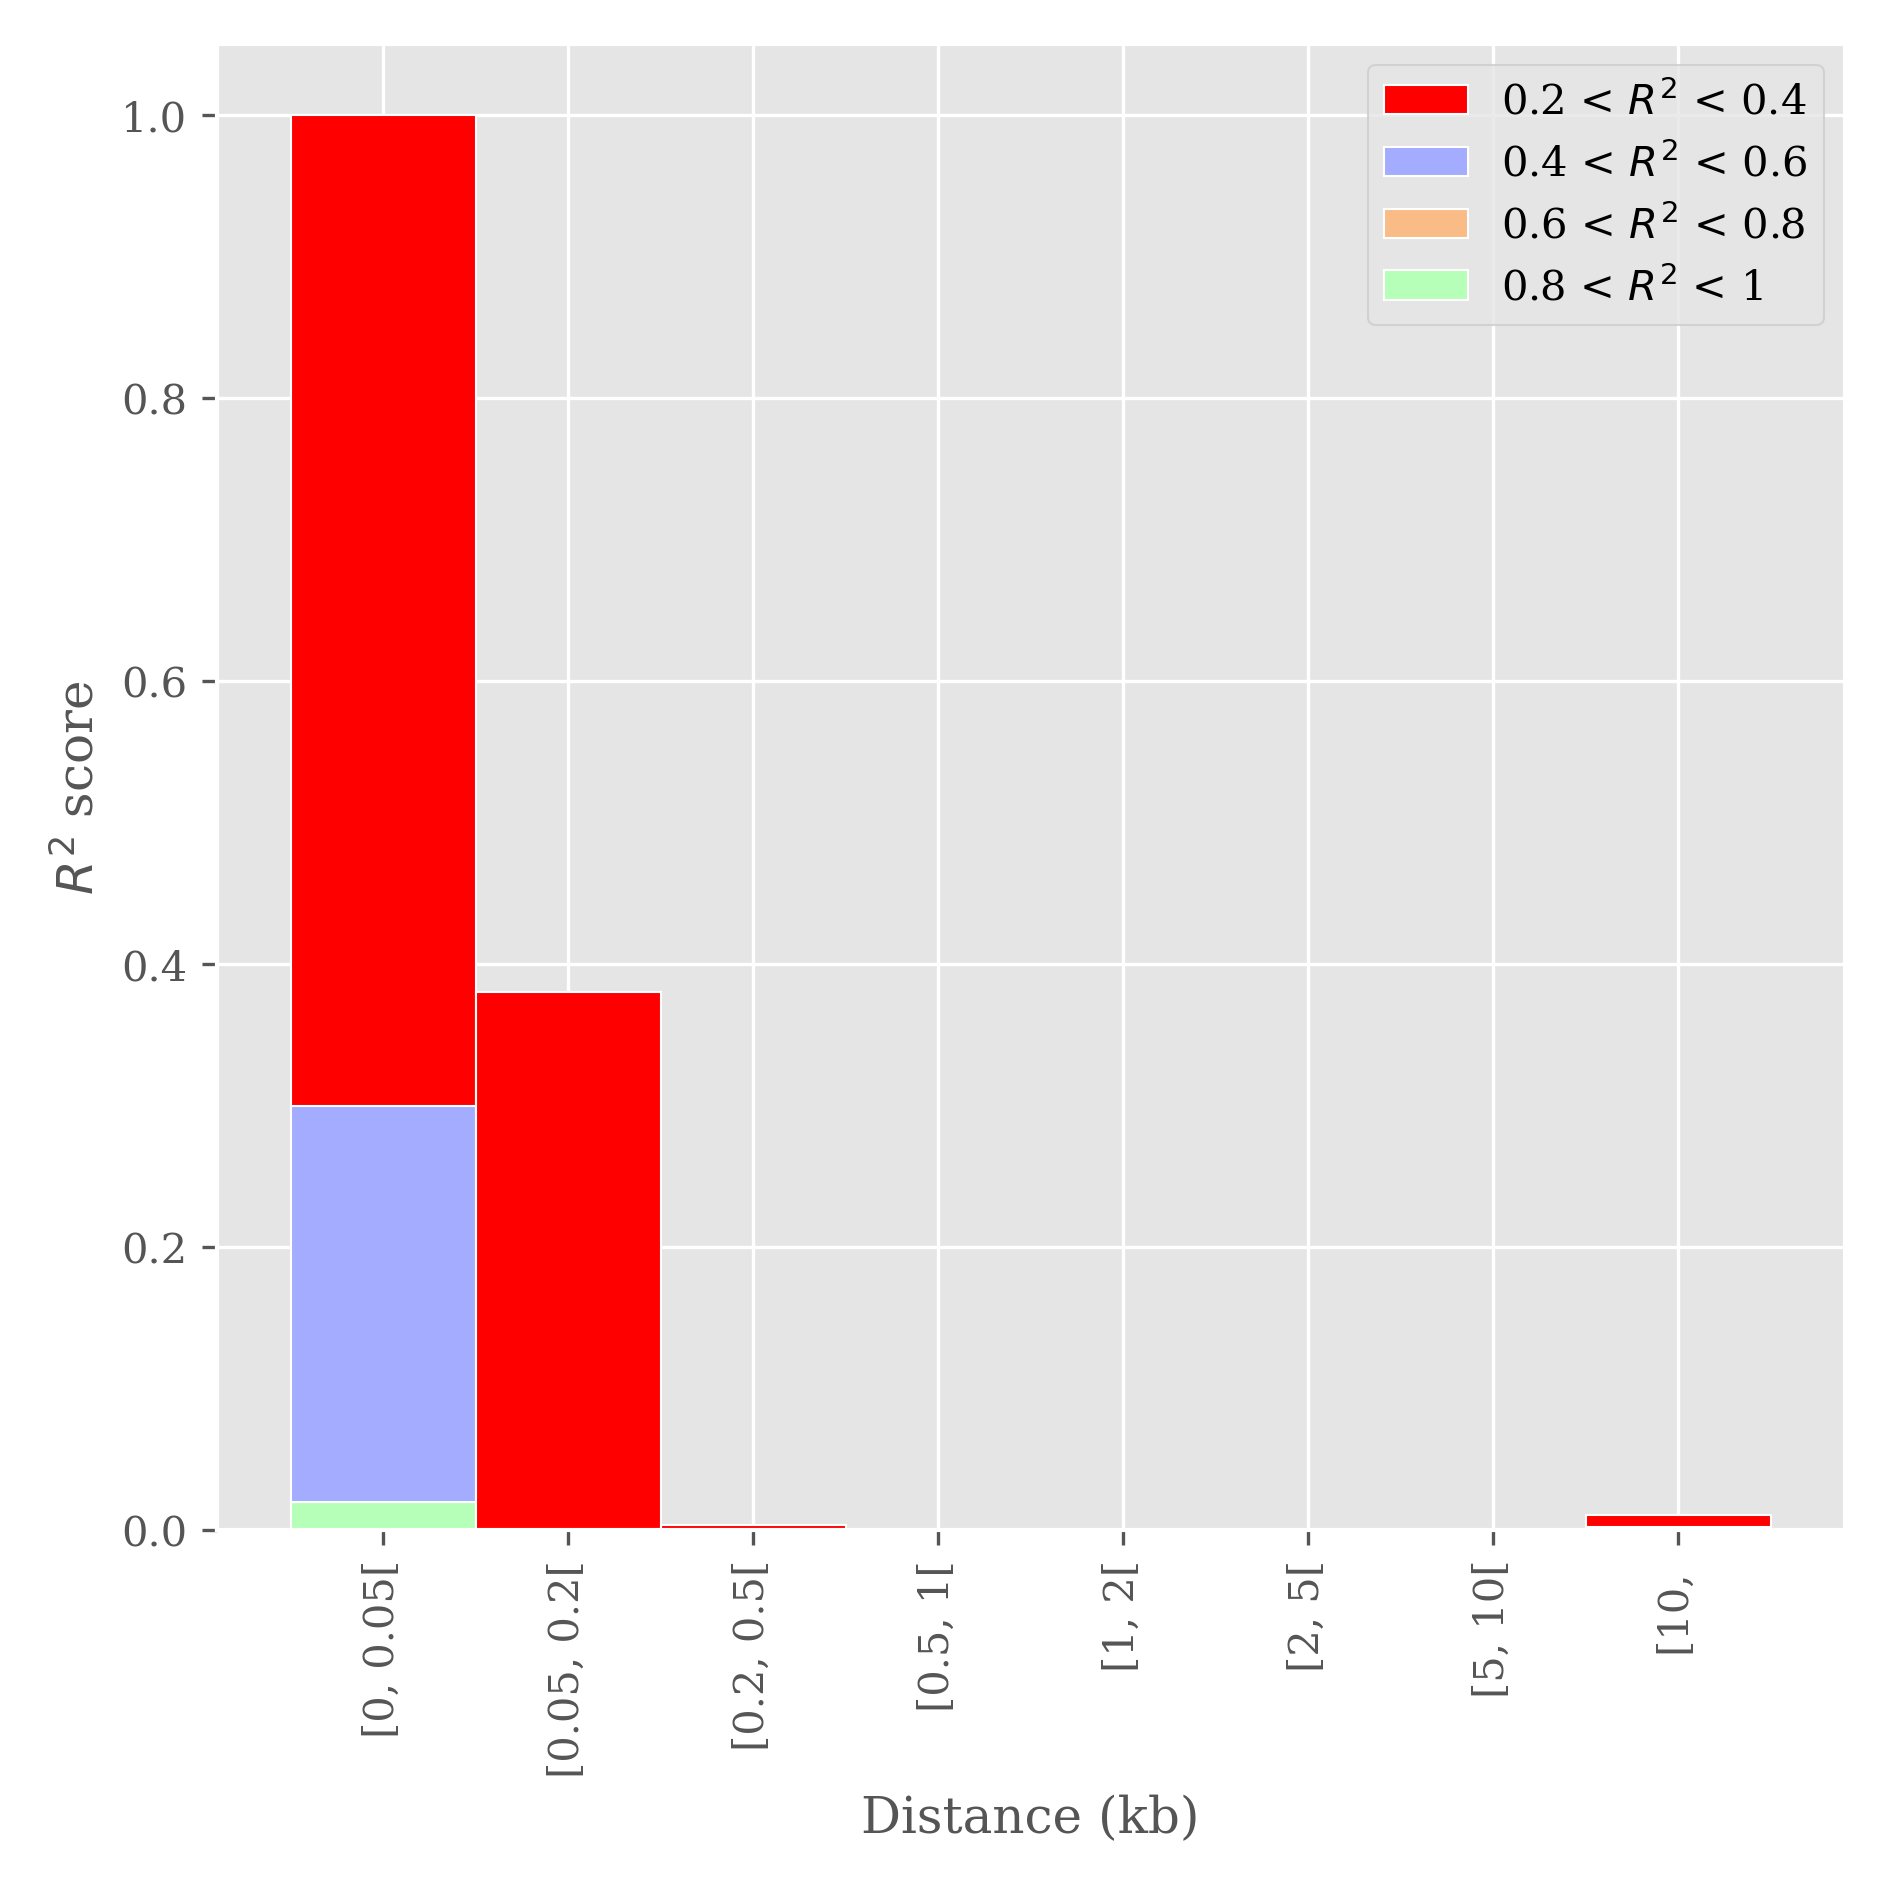 0.2 < R² < 0.4
0.4 < R² < 0.6
0.6 < R² < 0.8
0.8 < R² < 1
1.0
0.8
0.6
0.4
0.2
0.0
R² score
[0, 0.05[
[0.05, 0.2[
[0.2, 0.5[
[0.5, 1[
[1, 2[
[2, 5[
[5, 10[
[10,
Distance (kb)